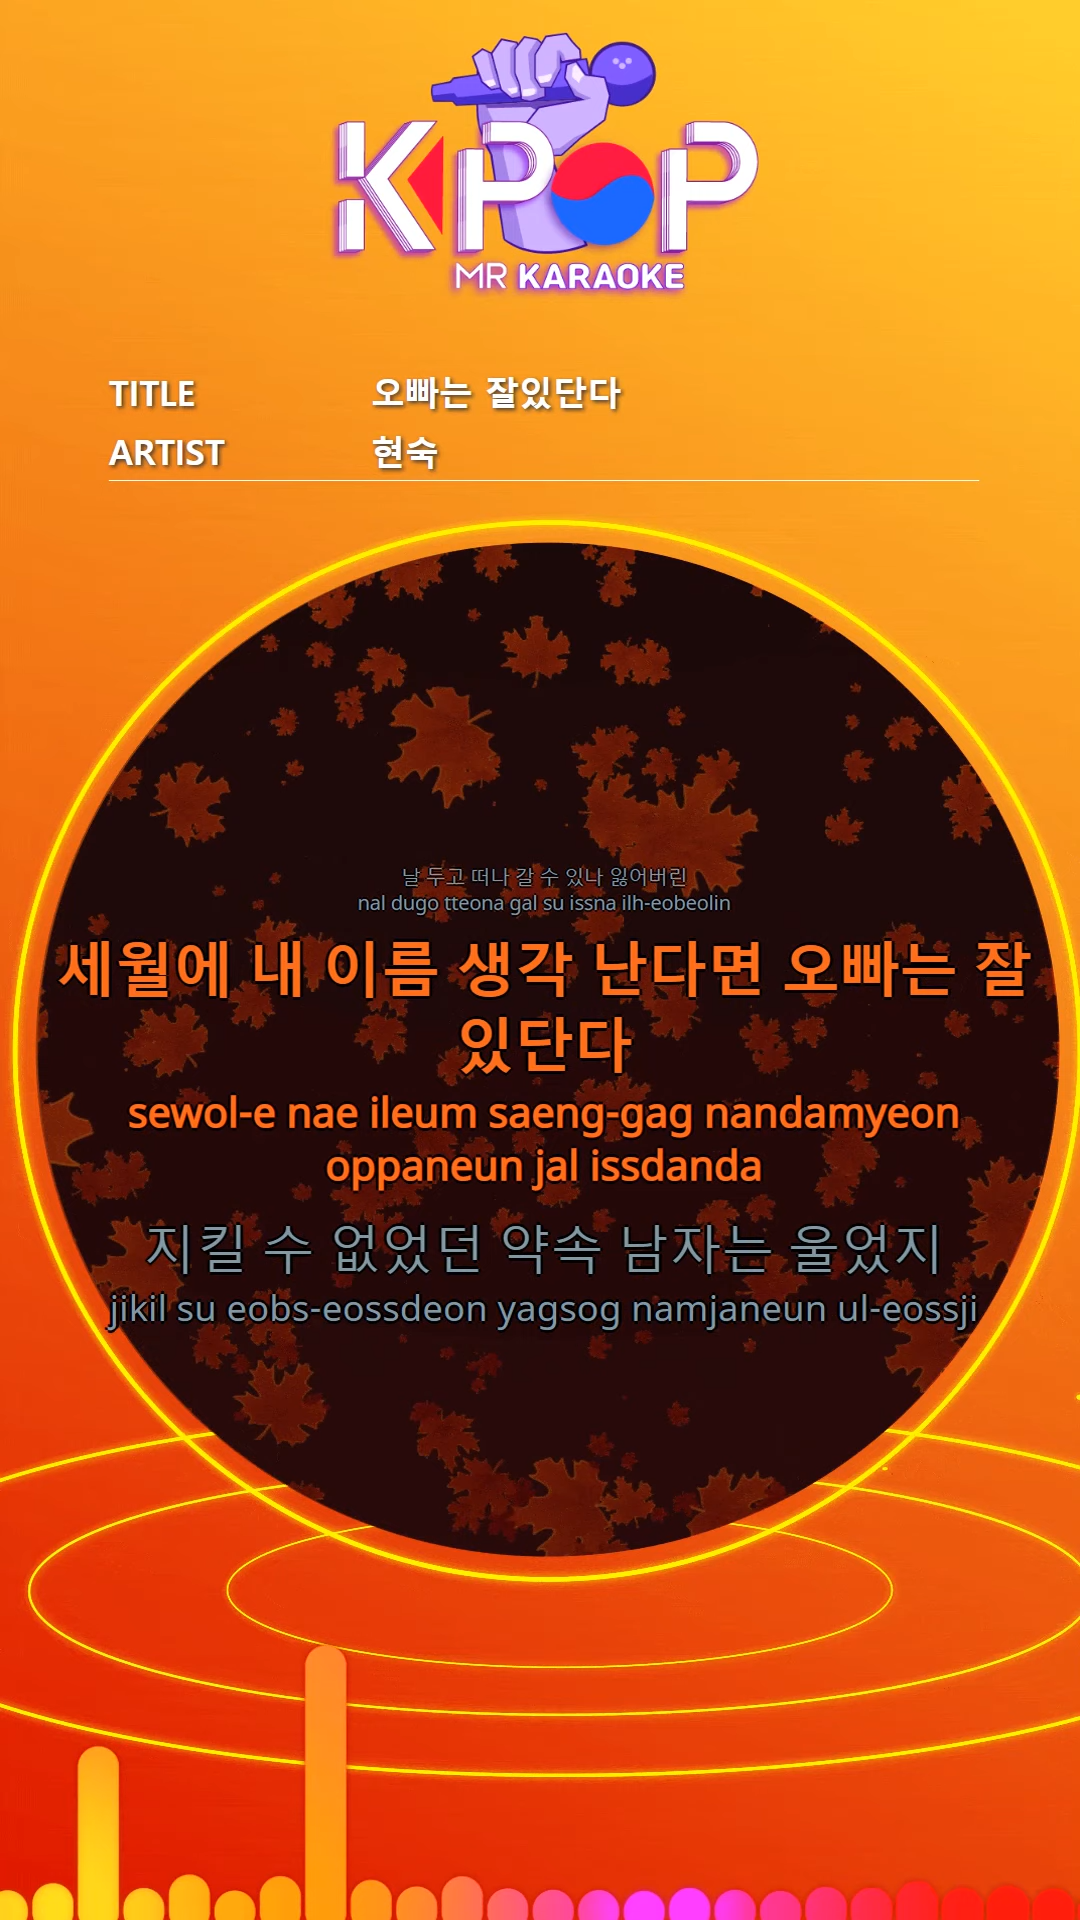 KPOP
MR KARAOKE
TITLE 오빠는 잘있단다
ARTIST 현숙
날 두고 떠나 갈 수 있나 잃어버린
nal dugo tteona gal su issna ilh-eobeolin
세월에 내 이름 생각 난다면 오빠는 잘
있단다
sewol-e nae ileum saeng-gag nandamyeon
oppaneun jal issdanda
지킬 수 없었던 약속 남자는 울었지
jikil su eobs-eossdeon yagsog namjaneun ul-eossji